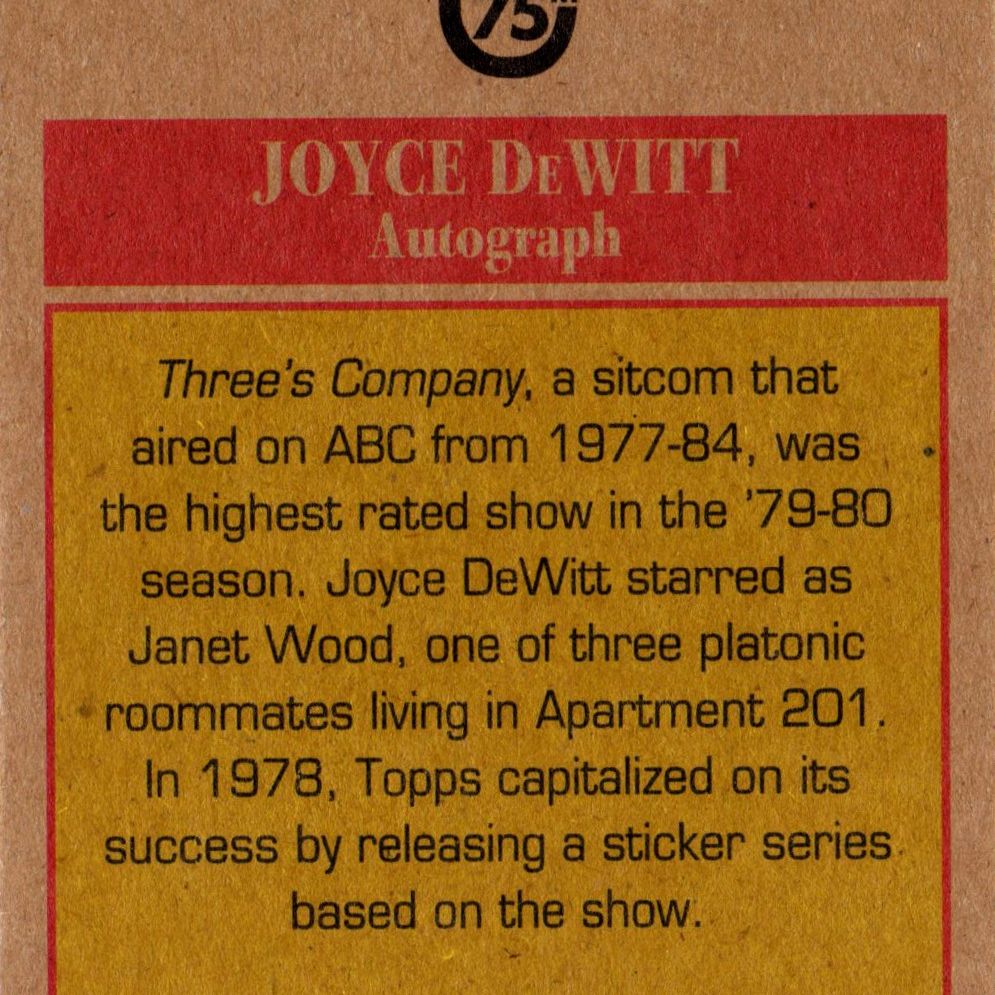 75
JOYCE DeWITT
Autograph
Three's Company, a sitcom that
aired on ABC from 1977-84, was
the highest rated show in the '79-80
season. Joyce DeWitt starred as
Janet Wood, one of three platonic
roommates living in Apartment 201.
In 1978, Topps capitalized on its
success by releasing a sticker series
based on the show.